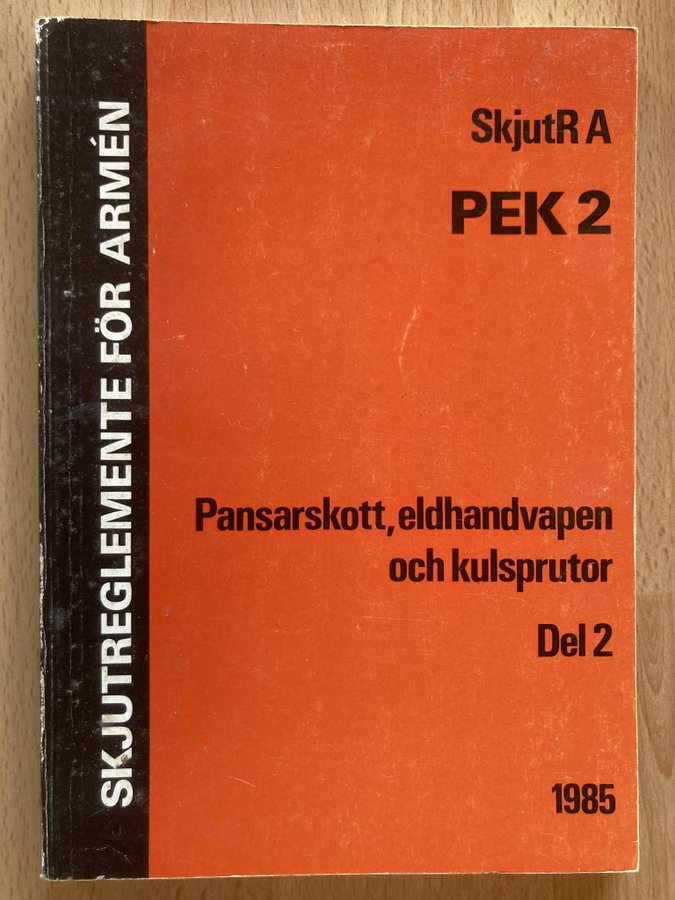 SKJUTREGLEMENTE FÖR ARMÉN
SkjutR A
PEK 2
Pansarskott, eldhandvapen
och kulsprutor
Del 2
1985